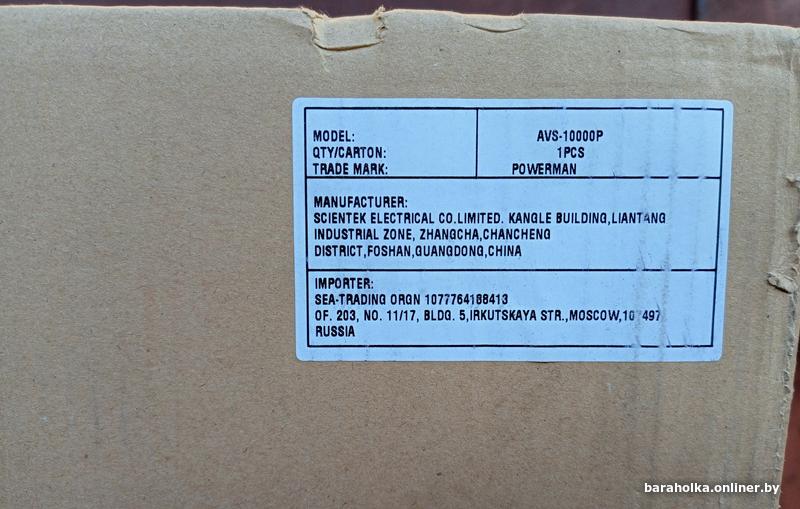 MODEL: AVS-10000P
QTY/CARTON: 1PCS
TRADE MARK: POWERMAN
MANUFACTURER:
SCIENTEK ELECTRICAL CO.LIMITED. KANGLE BUILDING,LIANTANG
INDUSTRIAL ZONE, ZHANGCHA,CHANCHENG
DISTRICT,FOSHAN,GUANGDONG,CHINA
IMPORTER:
SEA-TRADING ORGN 1077764188413
OF. 203, NO. 11/17, BLDG. 5,IRKUTSKAYA STR.,MOSCOW,
RUSSIA
baraholka.onliner.by